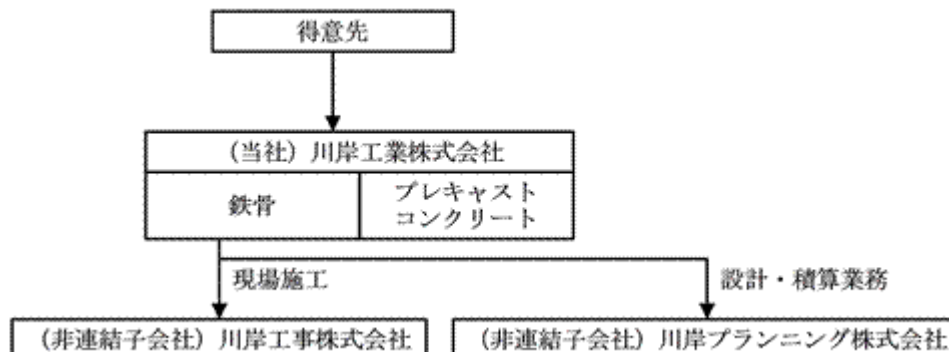 得意先
(当社)川岸工業株式会社
鉄骨
プレキャスト
コンクリート
現場施工
設計・積算業務
(非連結子会社)川岸工事株式会社
(非連結子会社)川岸プランニング株式会社